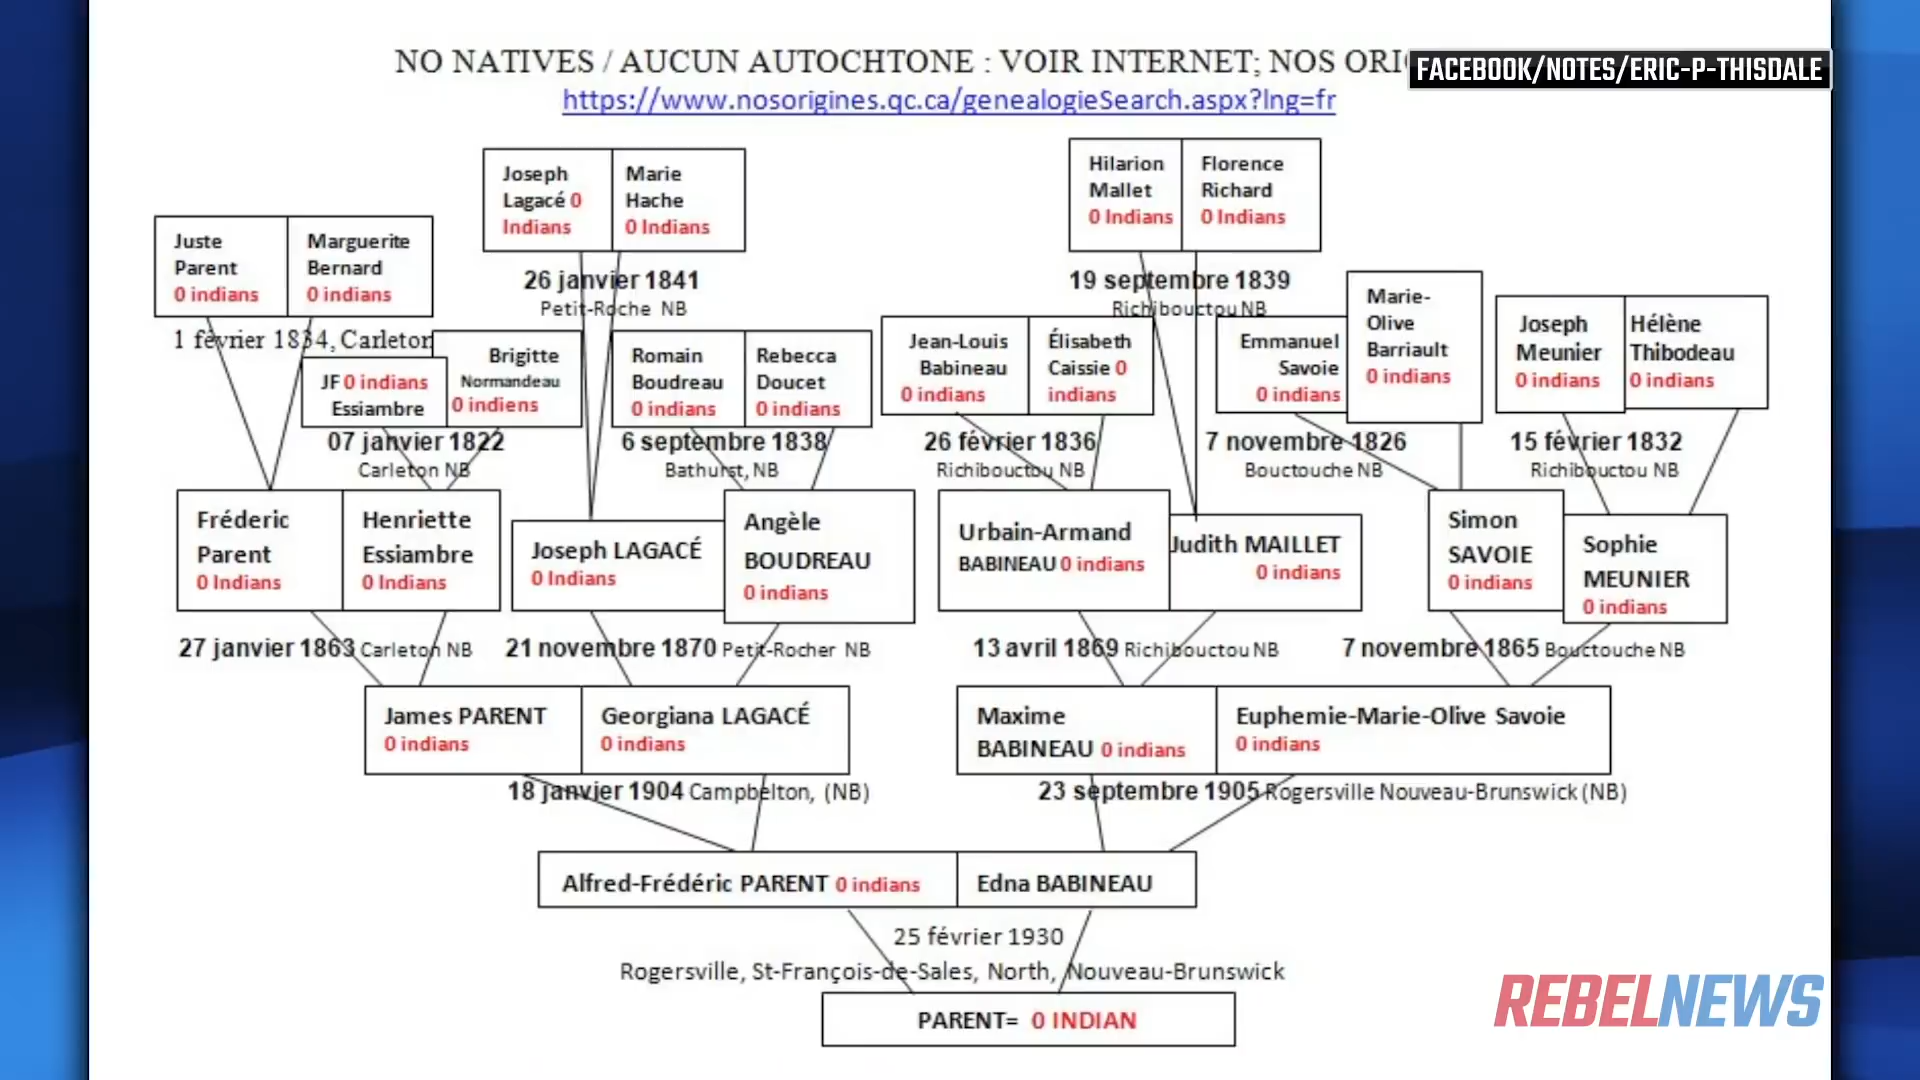 NO NATIVES / AUCUN AUTOCHTONE : VOIR INTERNET; NOS ORI
FACEBOOK/NOTES/ERIC-P-THISDALE
https://www.nosorigines.qc.ca/genealogieSearch.aspx?lng=fr
Joseph
Lagacé 0
Indians
Marie
Hache
0 Indians
Hilarion
Mallet
0 Indians
Florence
Richard
0 Indians
Juste
Parent
0 indians
Marguerite
Bernard
0 indians
26 janvier 1841
Petit-Roche NB
19 septembre 1839
Richibouctou NB
1 février 1834, Carleton
JF 0 indians
Essiambre
Brigitte
Normandeau
0 indiens
Romain
Boudreau
0 indians
Rebecca
Doucet
0 indians
Jean-Louis
Babineau
0 indians
Élisabeth
Caissie 0
indians
Emmanuel
Savoie
0 indians
Marie-
Olive
Barriault
0 indians
Joseph
Meunier
0 indians
Hélène
Thibodeau
0 indians
07 janvier 1822
Carleton NB
6 septembre 1838
Bathurst, NB
26 février 1836
Richibouctou NB
7 novembre 1826
Bouctouche NB
15 février 1832
Richibouctou NB
Fréderic
Parent
0 Indians
Henriette
Essiambre
0 Indians
Joseph LAGACÉ
0 Indians
Angèle
BOUDREAU
0 indians
Urbain-Armand
BABINEAU 0 indians
Judith MAILLET
0 indians
Simon
SAVOIE
0 indians
Sophie
MEUNIER
0 indians
27 janvier 1863 Carleton NB
21 novembre 1870 Petit-Rocher NB
13 avril 1869 Richibouctou NB
7 novembre 1865 Bouctouche NB
James PARENT
0 indians
Georgiana LAGACÉ
0 indians
Maxime
BABINEAU 0 indians
Euphemie-Marie-Olive Savoie
0 indians
18 janvier 1904 Campbelton, (NB)
23 septembre 1905 Rogersville Nouveau-Brunswick (NB)
Alfred-Frédéric PARENT 0 indians
Edna BABINEAU
25 février 1930
Rogersville, St-François-de-Sales, North, Nouveau-Brunswick
PARENT= 0 INDIAN
REBELNEWS